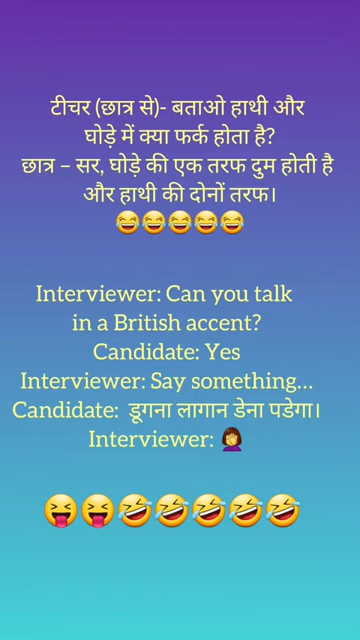 टीचर (छात्र से)- बताओ हाथी और
घोड़े में क्या फर्क होता है?
छात्र – सर, घोड़े की एक तरफ दुम होती है
और हाथी की दोनों तरफ।
😂😂😂😂😂
Interviewer: Can you talk
in a British accent?
Candidate: Yes
Interviewer: Say something...
Candidate: डूगना लागान डेना पडेगा।
Interviewer: 🤦‍♀️
😝😝🤣🤣🤣🤣🤣